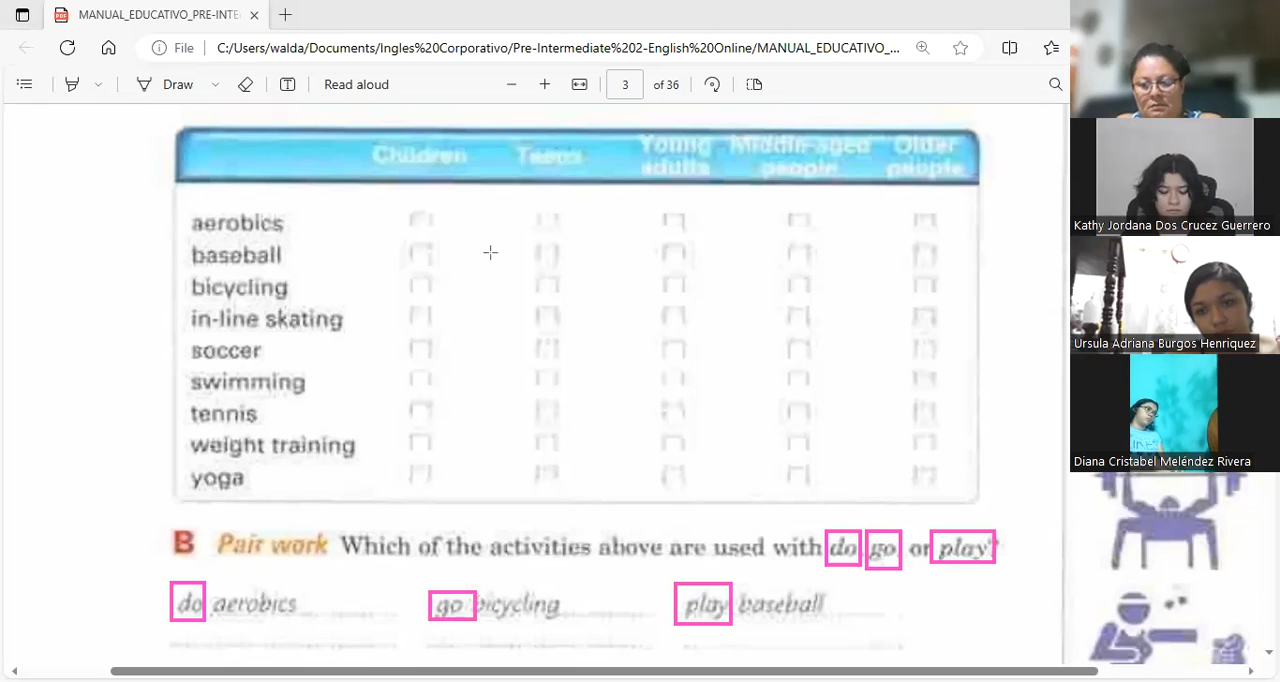 MANUAL_EDUCATIVO_PRE-INTE
File
C:/Users/walda/Documents/Ingles%20Corporativo/Pre-Intermediate%202-English%20Online/MANUAL_EDUCATIVO_...
Draw
Read aloud
3 of 36
Children Teens Young adults Middle-aged people Older people
aerobics
baseball
bicycling
in-line skating
soccer
swimming
tennis
weight training
yoga
B Pair work Which of the activities above are used with do, go, or play?
do aerobics go bicycling play baseball
Kathy Jordana Dos Crucez Guerrero
Ursula Adriana Burgos Henriquez
Diana Cristabel Meléndez Rivera